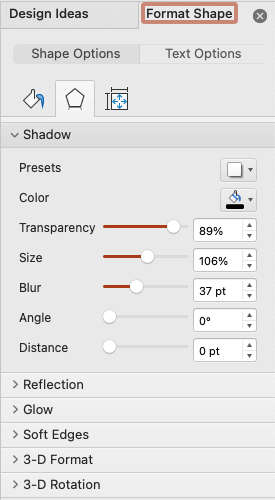 Design Ideas
Format Shape
Shape Options
Text Options
Shadow
Presets
Color
Transparency 89%
Size 106%
Blur 37 pt
Angle 0°
Distance 0 pt
Reflection
Glow
Soft Edges
3-D Format
3-D Rotation